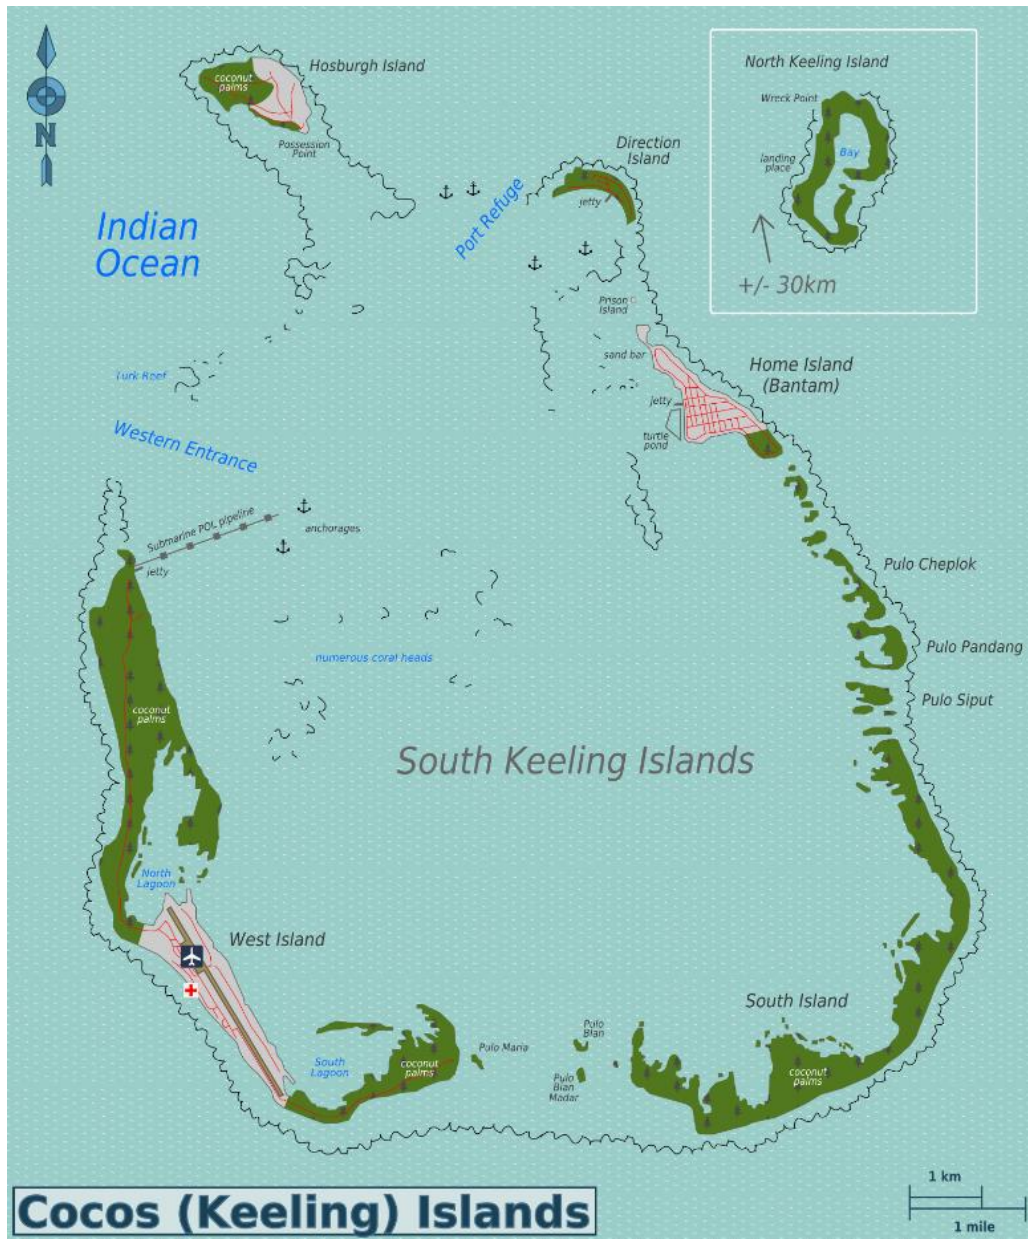 Hosburgh Island
coconut
palms
Possession
Point
N
Indian
Ocean
Port Refuge
Direction
Island
jetty
North Keeling Island
Wreck Point
landing
place
Bay
+/- 30km
Prison
Island
sand bar
Home Island
(Bantam)
jetty
turtle
pond
Turk Reef
Western Entrance
Submarine POL pipeline
jetty
anchorages
Pulo Cheplok
Pulo Pandang
Pulo Siput
numerous coral heads
coconut
palms
South Keeling Islands
North
Lagoon
West Island
South
Lagoon
coconut
palms
Pulo Maria
Pulo
Blan
Pulo
Blan
Madar
South Island
coconut
palms
Cocos (Keeling) Islands
1 km
1 mile